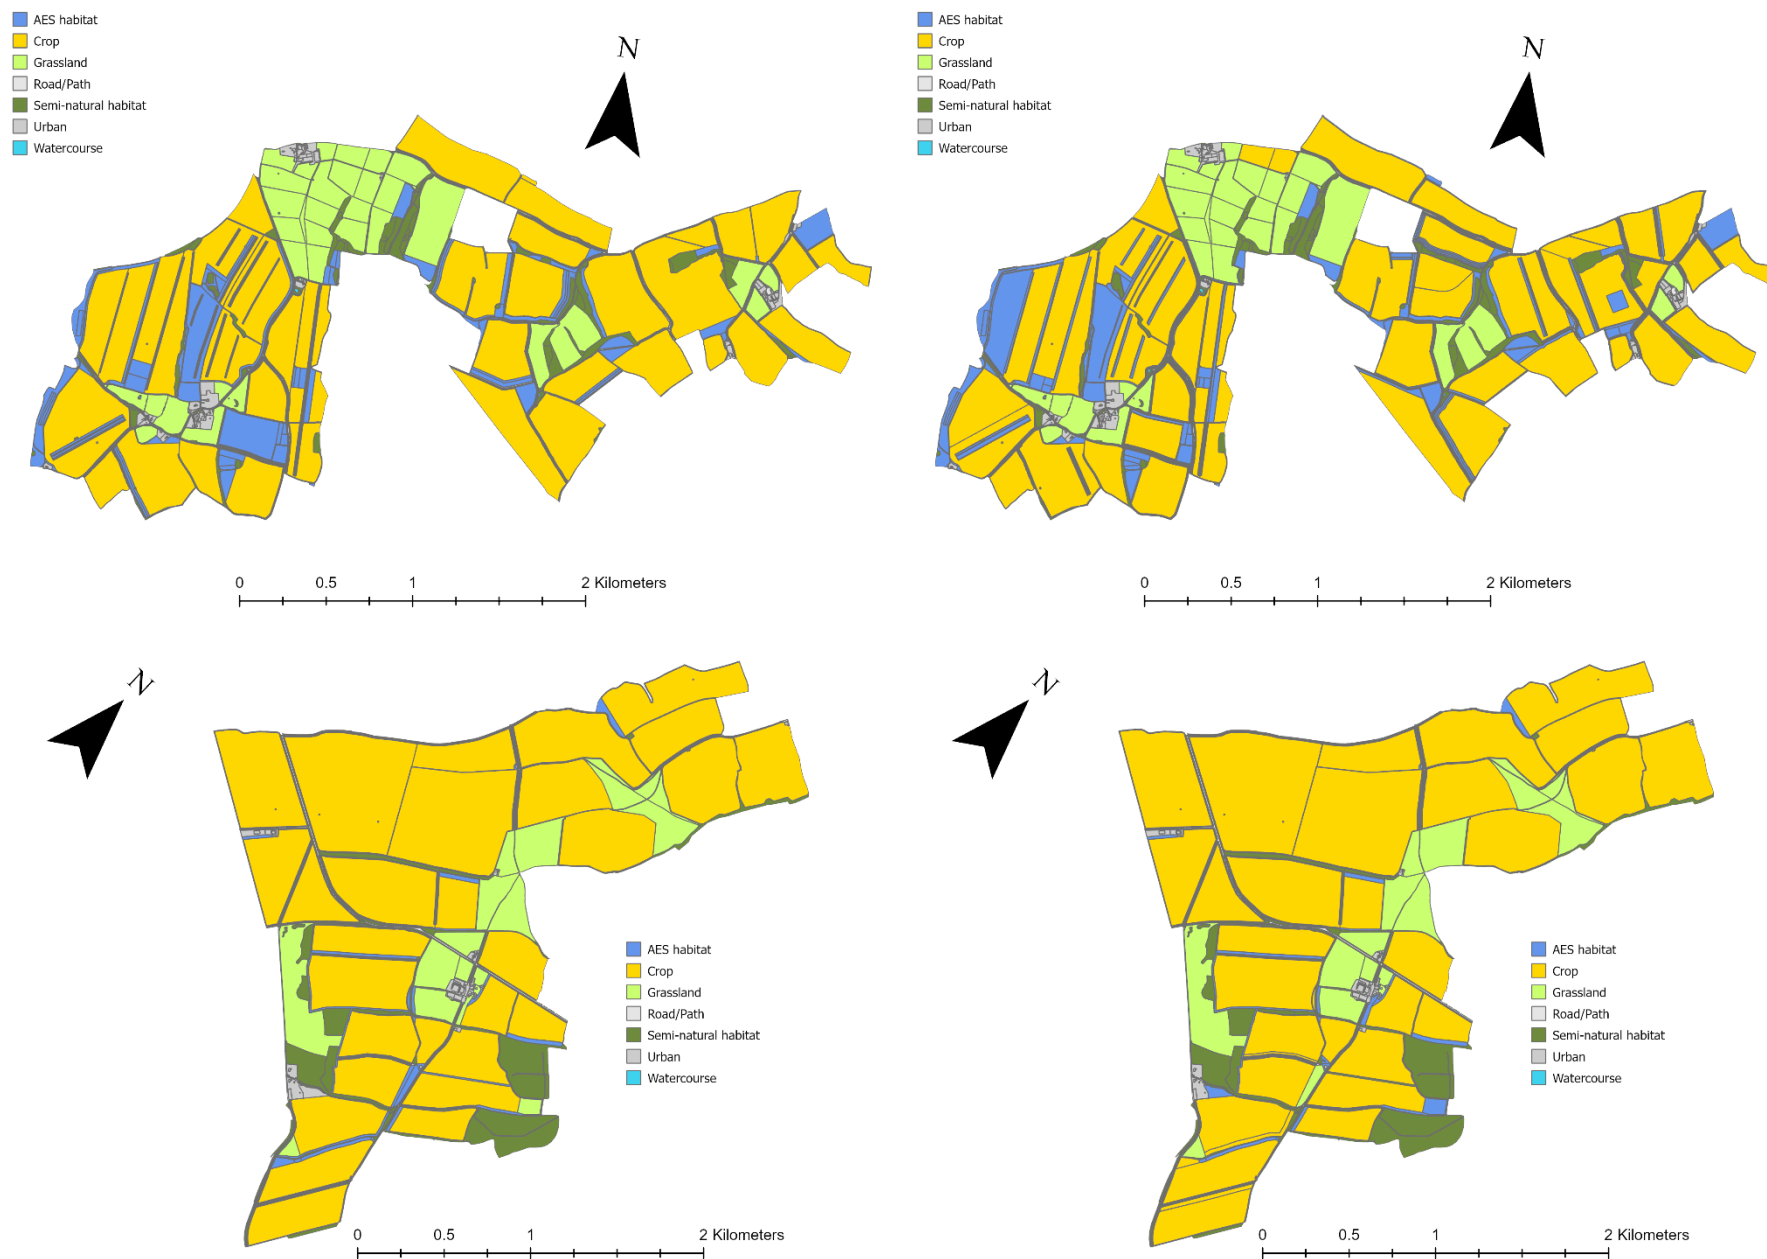 AES habitat
Crop
Grassland
Road/Path
Semi-natural habitat
Urban
Watercourse
N
0 0.5 1 2 Kilometers
AES habitat
Crop
Grassland
Road/Path
Semi-natural habitat
Urban
Watercourse
N
0 0.5 1 2 Kilometers
N
AES habitat
Crop
Grassland
Road/Path
Semi-natural habitat
Urban
Watercourse
0 0.5 1 2 Kilometers
N
AES habitat
Crop
Grassland
Road/Path
Semi-natural habitat
Urban
Watercourse
0 0.5 1 2 Kilometers